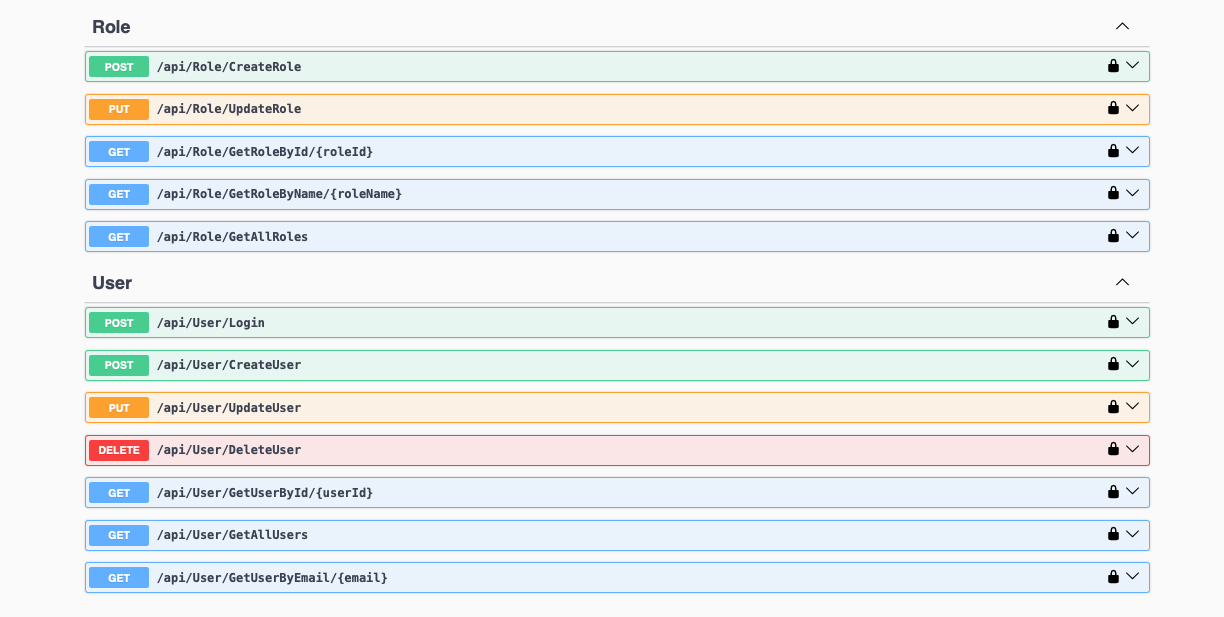 Role
POST /api/Role/CreateRole
PUT /api/Role/UpdateRole
GET /api/Role/GetRoleById/{roleId}
GET /api/Role/GetRoleByName/{roleName}
GET /api/Role/GetAllRoles
User
POST /api/User/Login
POST /api/User/CreateUser
PUT /api/User/UpdateUser
DELETE /api/User/DeleteUser
GET /api/User/GetUserById/{userId}
GET /api/User/GetAllUsers
GET /api/User/GetUserByEmail/{email}